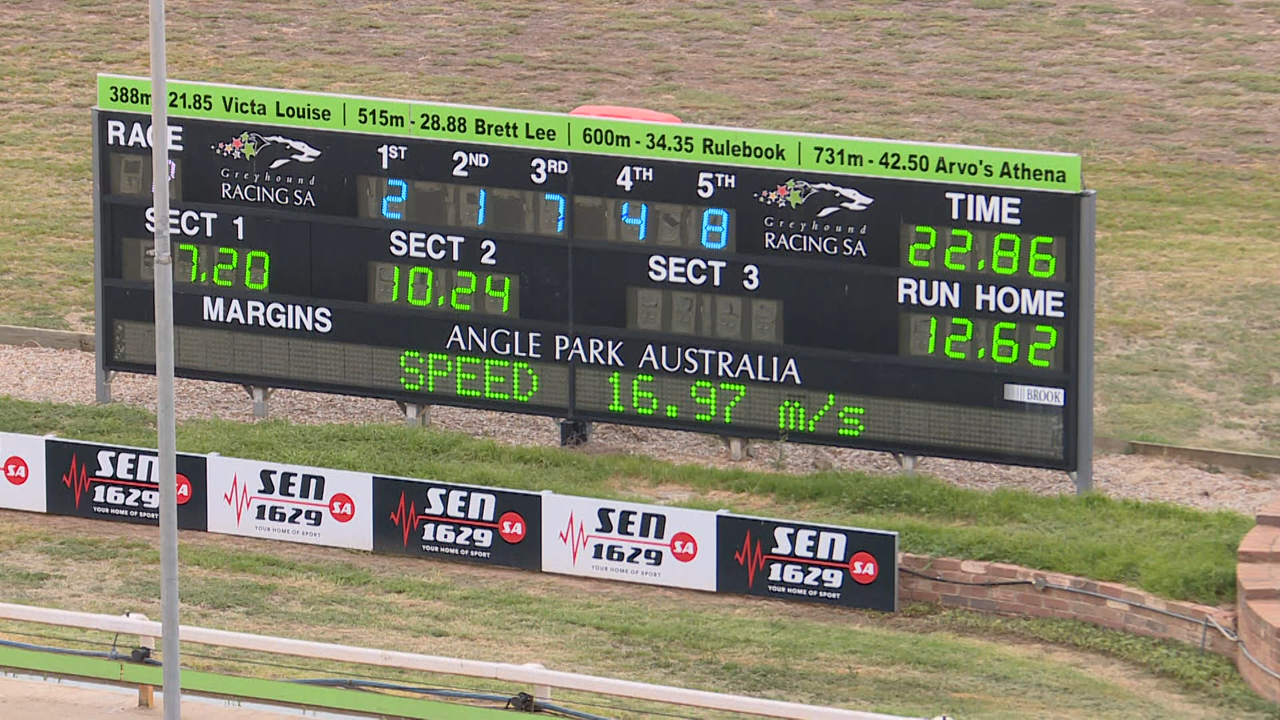 388m 21.85 Victa Louise | 515m - 28.88 Brett Lee | 600m - 34.35 Rulebook | 731m - 42.50 Arvo's Athena
RACE
Greyhound
RACING SA
1ST 2ND 3RD 4TH 5TH
2 1 7 4 8
Greyhound
RACING SA
TIME
22.86
SECT 1
7.20
SECT 2
10.24
SECT 3
RUN HOME
12.62
MARGINS
ANGLE PARK AUSTRALIA
SPEED 16.97 m/s
BROOK
SA
SEN
1629
SA
YOUR HOME OF SPORT
SEN
1629
SA
YOUR HOME OF SPORT
SEN
1629
SA
YOUR HOME OF SPORT
SEN
1629
SA
YOUR HOME OF SPORT
SEN
1629
SA
YOUR HOME OF SPORT